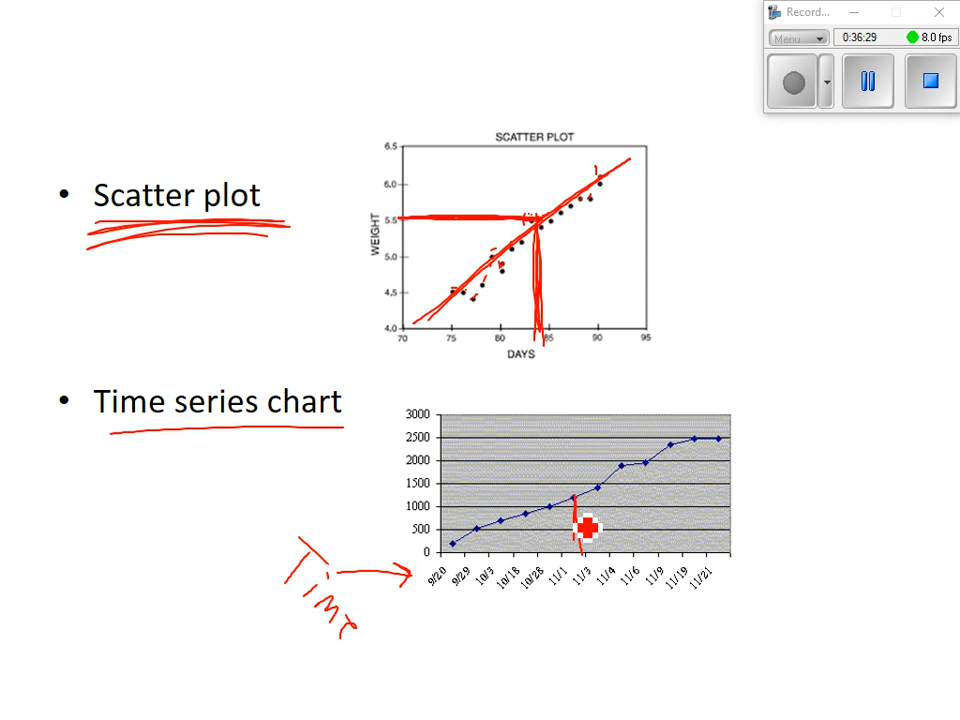 Record...
Menu
0:36:29
8.0 fps
• Scatter plot
SCATTER PLOT
6.5
6.0
5.5
5.0
4.5
4.0
WEIGHT
70 75 80 85 90 95
DAYS
• Time series chart
3000
2500
2000
1500
1000
500
0
9/20 9/29 10/3 10/18 10/28 11/1 11/3 11/4 11/6 11/9 11/19 11/21
Time